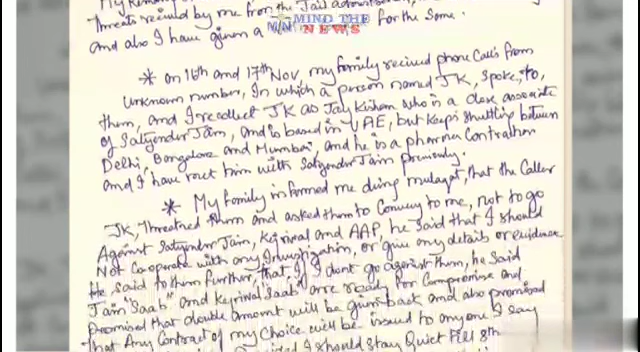 Threats received by me from the Jail administration
and also I have given a for the same.
MIND THE
NEWS
* on 16th and 17th Nov, my family recived phone Calls from
unknown number, In which a person named JK, spoke, to,
them, and I recollect JK as Jay Kishan who is a close associate
of Satyender Jain, and is based in UAE, but keeps shuttling between
Delhi, Bangalore and Mumbai, and he is a pharma Contration
and I have met him with Satyender Jain previously.
* My family informed me during mulaqat, that the Caller
JK, threatned them and asked them to Convey to me, not to go
Against Satyender Jain, Kejriwal and AAP, he said that I should
Not Co operate with any Investigation, or give any details or evidence
He said to them further, that, if I dont go against them, he said
Jain "Saab" and Kejriwal Saab" are ready for Compromise and
promised that double amount will be given back and also promised
that Any Contract of my Choice will be issued to anyone I say
I should stay Quiet till 8th